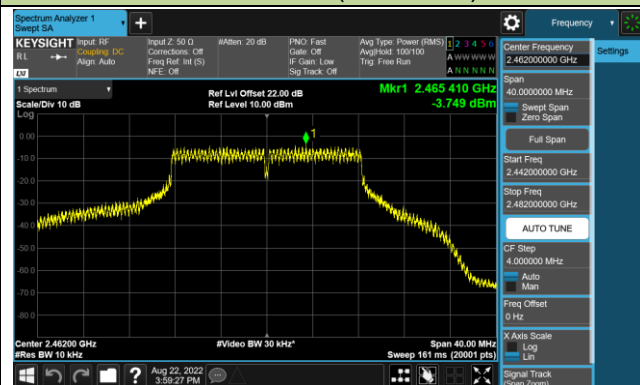 Spectrum Analyzer 1
Swept SA
Frequency
KEYSIGHT
RL
LXI
Input: RF
Coupling: DC
Align: Auto
Input Z: 50 Ω
Corrections: Off
Freq Ref: Int (S)
NFE: Off
#Atten: 20 dB
PNO: Fast
Gate: Off
IF Gain: Low
Sig Track: Off
Avg Type: Power (RMS)
Avg|Hold: 100/100
Trig: Free Run
1 2 3 4 5 6
A W W W W W
A N N N N N
1 Spectrum
Scale/Div 10 dB
Log
Ref Lvl Offset 22.00 dB
Ref Level 10.00 dBm
Mkr1 2.465 410 GHz
-3.749 dBm
1
0.00
-10.0
-20.0
-30.0
-40.0
-50.0
-60.0
-70.0
-80.0
Center 2.46200 GHz
#Res BW 10 kHz
#Video BW 30 kHz*
Span 40.00 MHz
Sweep 161 ms (20001 pts)
Aug 22, 2022
3:59:27 PM
Center Frequency
2.462000000 GHz
Span
40.0000000 MHz
Swept Span
Zero Span
Full Span
Start Freq
2.442000000 GHz
Stop Freq
2.482000000 GHz
AUTO TUNE
CF Step
4.000000 MHz
Auto
Man
Freq Offset
0 Hz
X Axis Scale
Log
Lin
Signal Track
(Span Zoom)
Settings